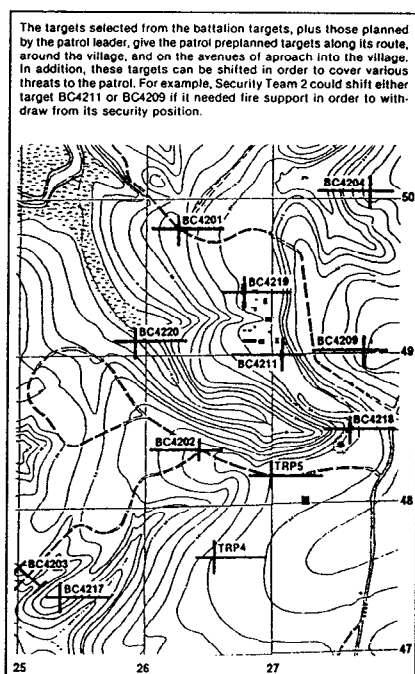 The targets selected from the battalion targets, plus those planned
by the patrol leader, give the patrol preplanned targets along its route,
around the village, and on the avenues of aproach into the village.
In addition, these targets can be shifted in order to cover various
threats to the patrol. For example, Security Team 2 could shift either
target BC4211 or BC4209 if it needed fire support in order to with-
draw from its security position.
BC4204
50
BC4201
BC4219
BC4220
BC4209
BC4211
49
BC4218
BC4202
TRP5
48
BC4203
TRP4
BC4217
47
25 26 27